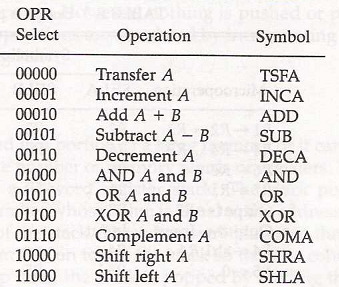 OPR
Select Operation Symbol
00000 Transfer A TSFA
00001 Increment A INCA
00010 Add A + B ADD
00101 Subtract A − B SUB
00110 Decrement A DECA
01000 AND A and B AND
01010 OR A and B OR
01100 XOR A and B XOR
01110 Complement A COMA
10000 Shift right A SHRA
11000 Shift left A SHLA